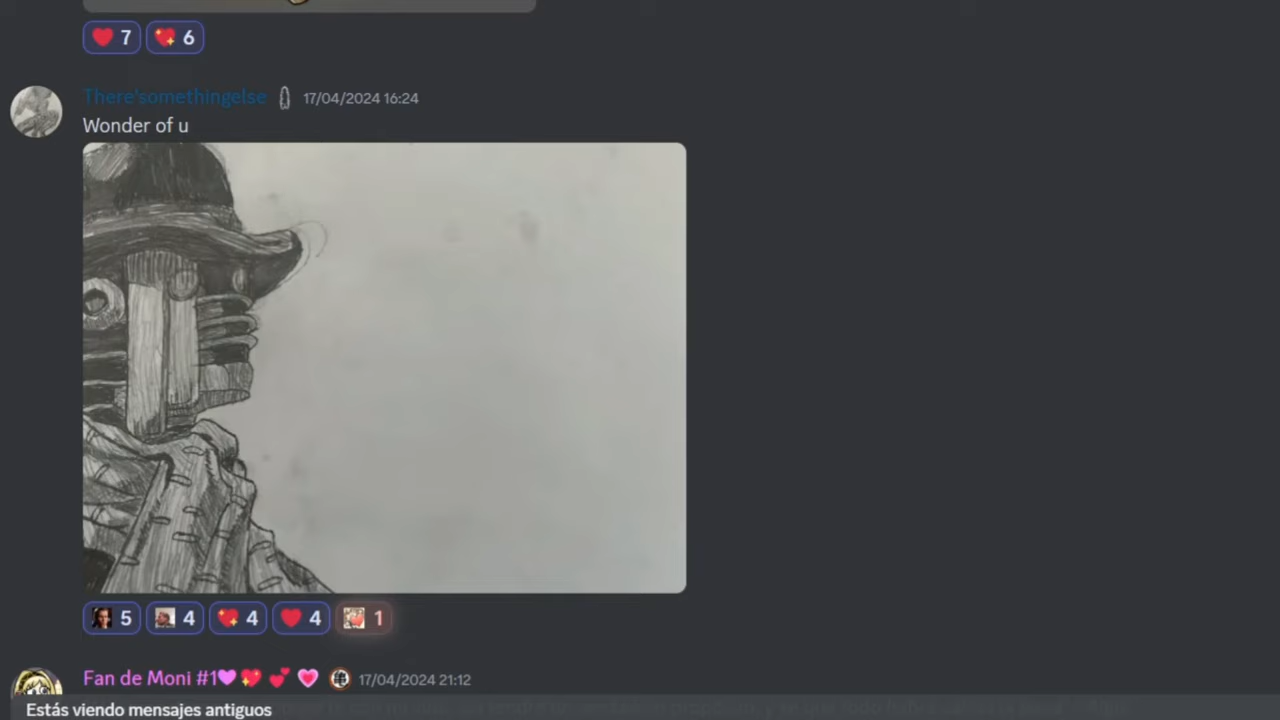 7 6
There'somethingelse 17/04/2024 16:24
Wonder of u
5 4 4 4 1
Fan de Moni #1 17/04/2024 21:12
Estás viendo mensajes antiguos